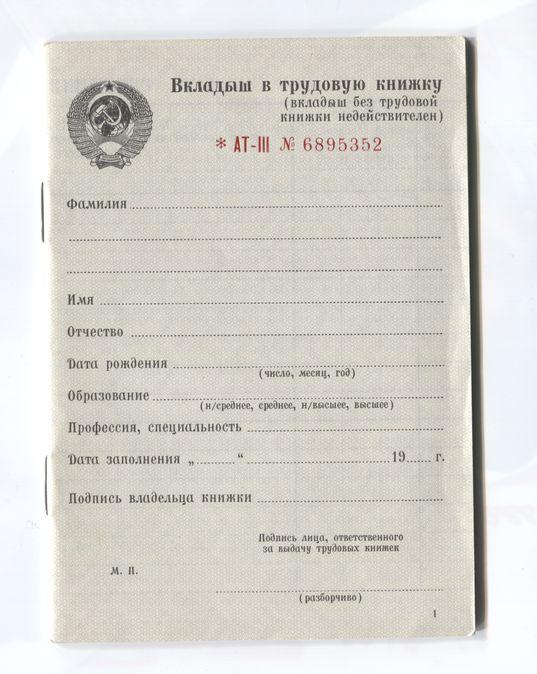 Вкладыш в трудовую книжку
(вкладыш без трудовой
книжки недействителен)
* АТ-III № 6895352
Фамилия
Имя
Отчество
Дата рождения
(число, месяц, год)
Образование
(н/среднее, среднее, н/высшее, высшее)
Профессия, специальность
Дата заполнения „......... “ 19...... г.
Подпись владельца книжки
Подпись лица, ответственного
за выдачу трудовых книжек
М. П.
(разборчиво)
1